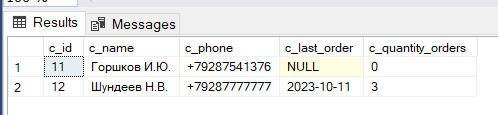 Results Messages
c_id c_name c_phone c_last_order c_quantity_orders
1 11 Горшков И.Ю. +79287541376 NULL 0
2 12 Шундеев Н.В. +79287777777 2023-10-11 3